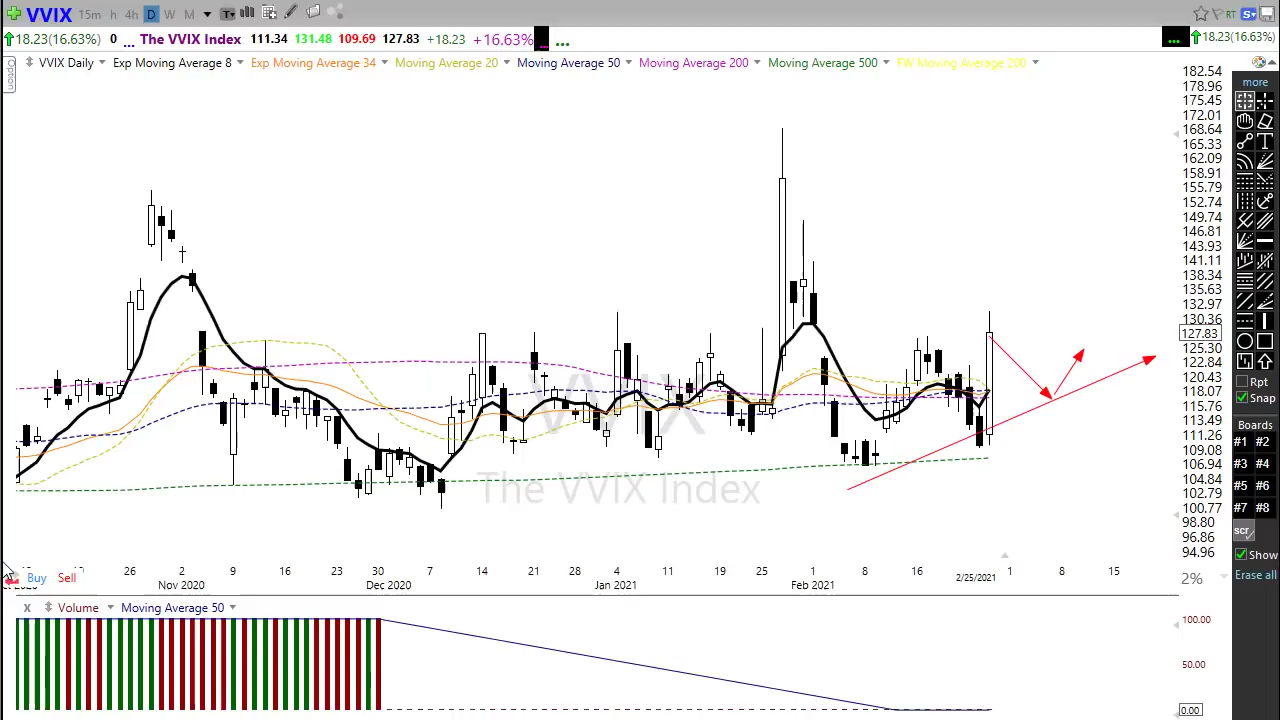 VVIX 15m h 4h D W M T
RT S
18.23(16.63%) 0 ... The VVIX Index 111.34 131.48 109.69 127.83 +18.23 +16.63% ... ... 18.23(16.63%)
Option
VVIX Daily Exp Moving Average 8 Exp Moving Average 34 Moving Average 20 Moving Average 50 Moving Average 200 Moving Average 500 FW Moving Average 200
182.54
178.96
175.45
172.01
168.64
165.33
162.09
158.91
155.79
152.74
149.74
146.81
143.93
141.11
138.34
135.63
132.97
130.36
127.83
125.30
122.84
120.43
118.07
115.76
113.49
111.26
109.08
106.94
104.84
102.79
100.77
98.80
96.86
94.96
VVIX
The VVIX Index
more
Rpt
Snap
Boards
#1 #2
#3 #4
#5 #6
#7 #8
scr
Show
Erase all
26 2 9 16 23 30 7 14 21 28 4 11 19 25 1 8 16 2/25/2021 1 8 15
Nov 2020 Dec 2020 Jan 2021 Feb 2021
Buy Sell
2%
x Volume Moving Average 50
100.00
50.00
0.00